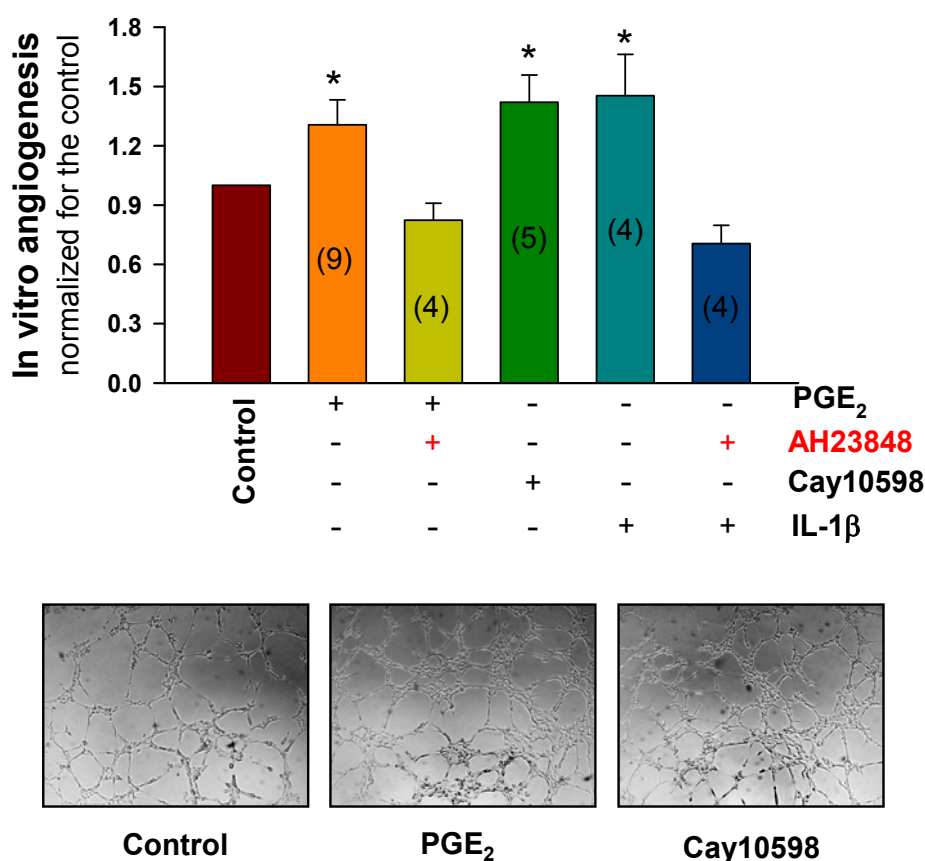 In vitro angiogenesis
normalized for the control
1.8
1.5
1.2
0.9
0.6
0.3
0.0
* * *
(9) (4) (5) (4) (4)
Control
+ + - - - PGE₂
- + - - + AH23848
- - + - - Cay10598
- - - + + IL-1β
Control PGE₂ Cay10598